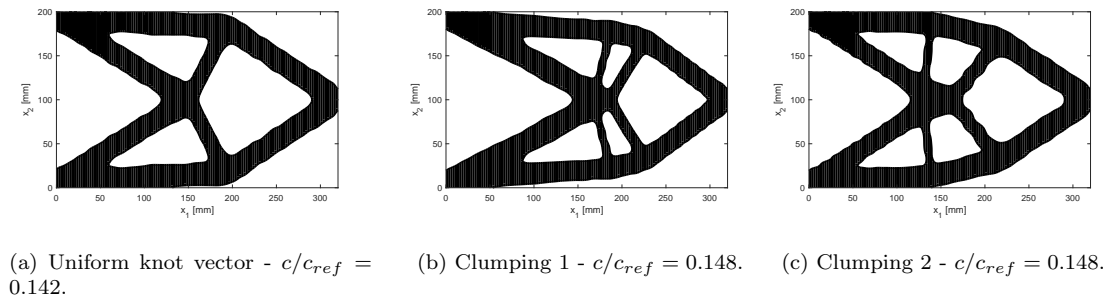 200
150
100
50
0
x2 [mm]
0 50 100 150 200 250 300
x1 [mm]
200
150
100
50
0
x2 [mm]
0 50 100 150 200 250 300
x1 [mm]
200
150
100
50
0
x2 [mm]
0 50 100 150 200 250 300
x1 [mm]
(a) Uniform knot vector - c/cref =
0.142.
(b) Clumping 1 - c/cref = 0.148.
(c) Clumping 2 - c/cref = 0.148.